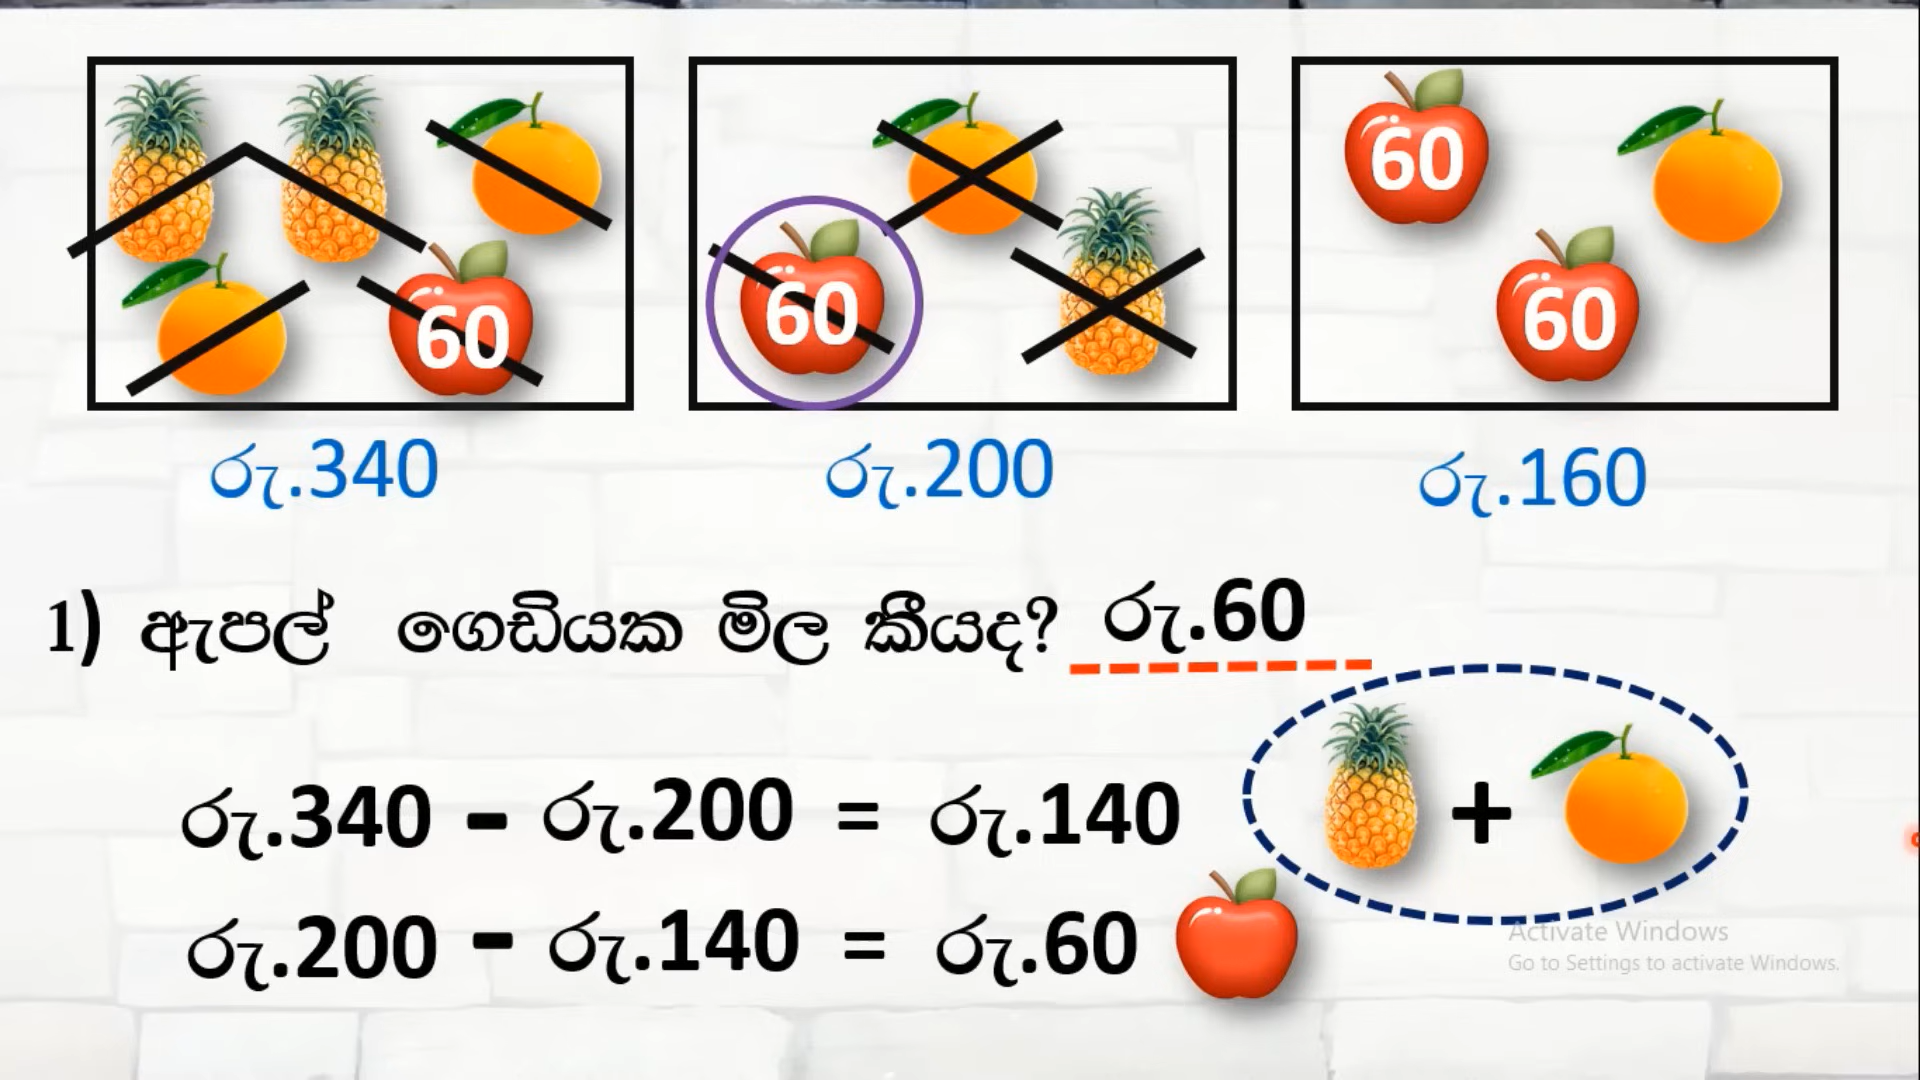 60
60
60
60
රු.340
රු.200
රු.160
1) ඇපල් ගෙඩියක මිල කීයද? රු.60
රු.340 - රු.200 = රු.140
+
රු.200 - රු.140 = රු.60
Activate Windows
Go to Settings to activate Windows.